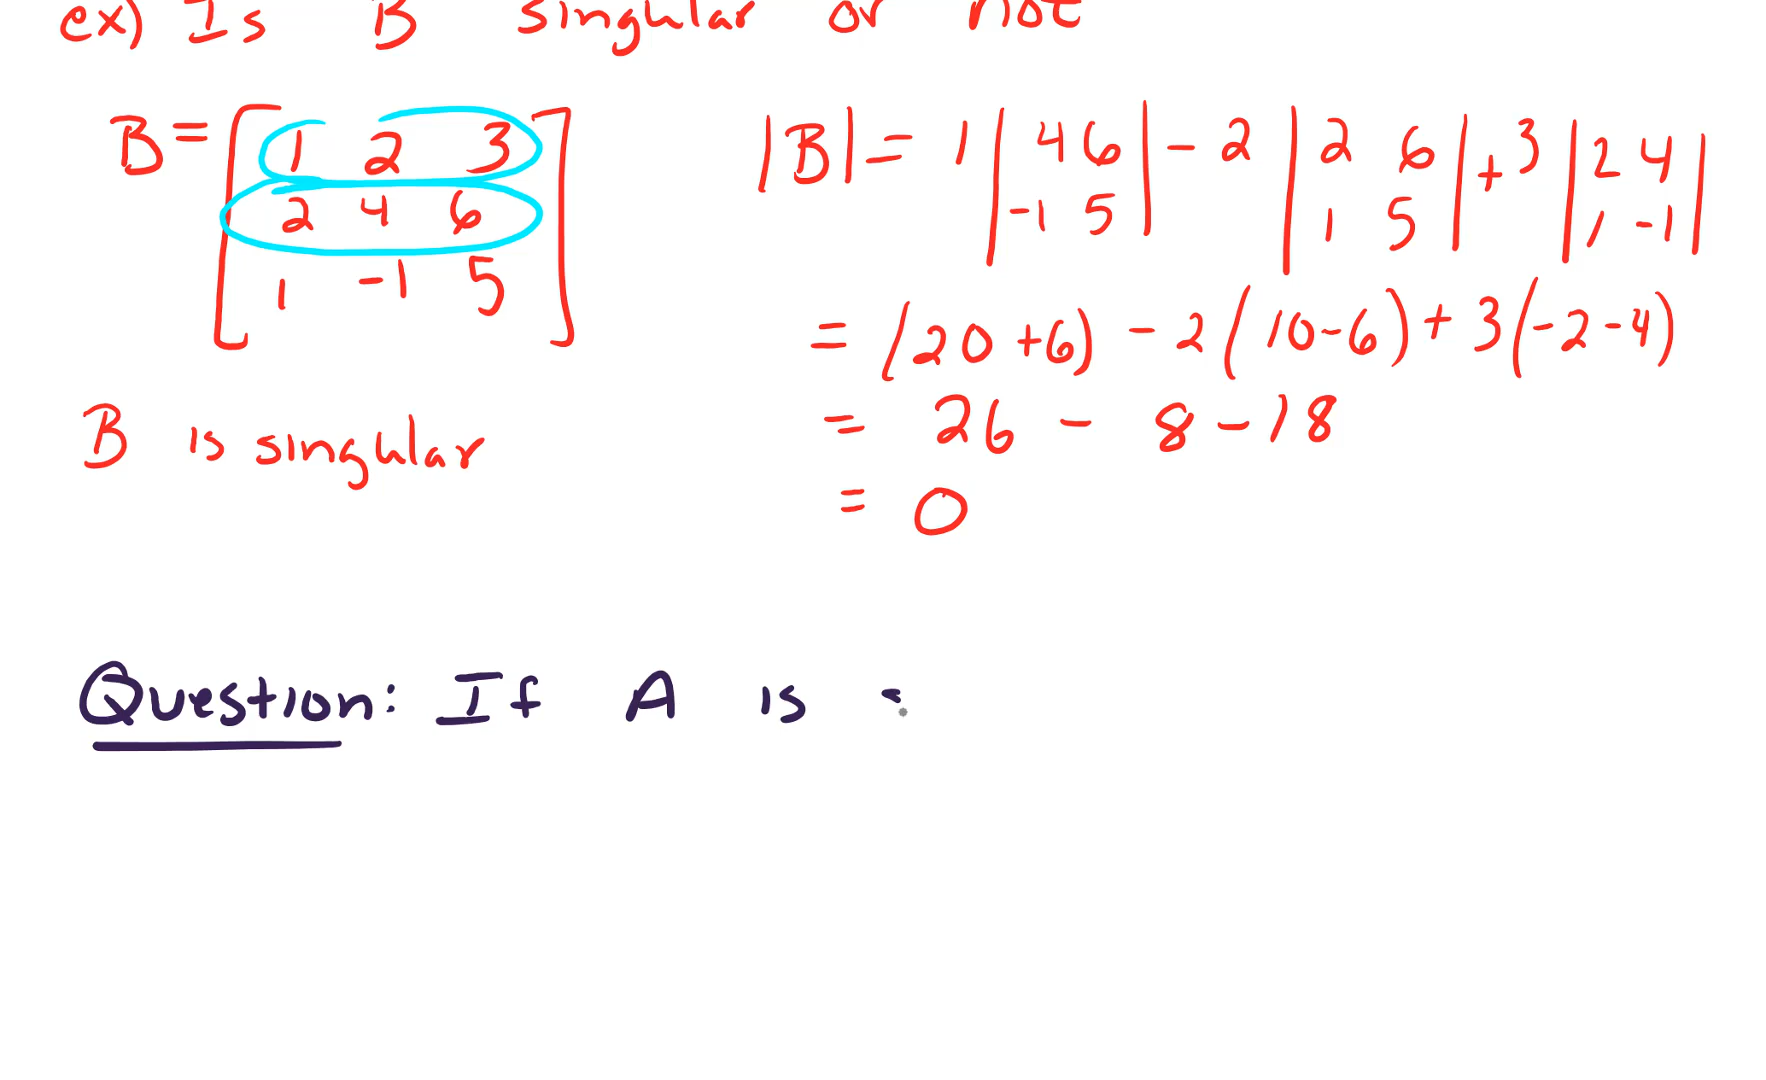 ex) Is B singular or not
B = [ 1 2 3
2 4 6
1 -1 5 ]
|B| = 1 | 4 6 | - 2 | 2 6 | + 3 | 2 4 |
| -1 5 | | 1 5 | | 1 -1 |
= (20 + 6) - 2(10 - 6) + 3(-2 - 4)
= 26 - 8 - 18
= 0
B is singular
Question: If A is